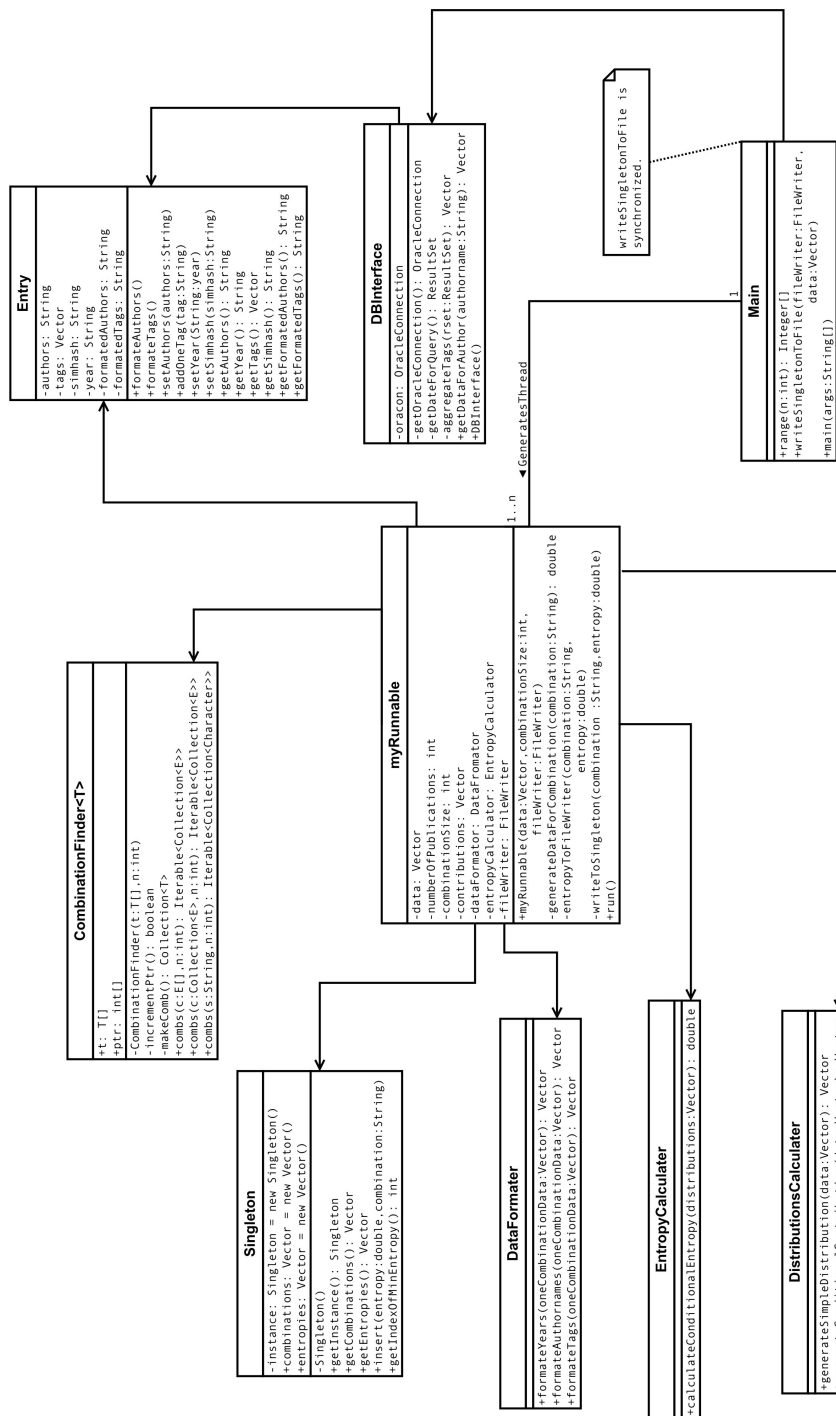 Entry
-authors: String
-tags: Vector
-simhash: String
-year: String
-formatedAuthors: String
-formatedTags: String
+formateAuthors()
+formateTags()
+setAuthors(authors:String)
+addOneTag(tag:String)
+setYear(String:year)
+setSimhash(simhash:String)
+getAuthors(): String
+getYear(): String
+getTags(): Vector
+getSimhash(): String
+getFormatedAuthors(): String
+getFormatedTags(): String
DBInterface
-oracon: OracleConnection
-getOracleConnection(): OracleConnection
-getDateForQuery(): ResultSet
-aggregateTags(rset:ResultSet): Vector
+getDataForAuthor(authorname:String): Vector
+DBInterface()
writeSingletonToFile is
synchronized.
Main
+range(n:int): Integer[]
+writeSingletonToFile(fileWriter:FileWriter,
data:Vector)
+main(args:String[])
1
◀ GeneratesThread
1..n
CombinationFinder<T>
+t: T[]
+ptr: int[]
-CombinationFinder(t:T[],n:int)
-incrementPtr(): boolean
-makeComb(): Collection<T>
+combs(c:E[],n:int): Iterable<Collection<E>>
+combs(c:Collection<E>,n:int): Iterable<Collection<E>>
+combs(s:String,n:int): Iterable<Collection<Character>>
myRunnable
-data: Vector
-numberOfPublications: int
-combinationSize: int
-contributions: Vector
-dataFormator: DataFromator
-entropyCalculator: EntropyCalculator
-fileWriter: FileWriter
+myRunnable(data:Vector,combinationSize:int,
fileWriter:FileWriter)
-generateDataForCombination(combination:String): double
-entropyToFileWriter(combination:String,
entropy:double)
-writeToSingleton(combination :String,entropy:double)
+run()
Singleton
-instance: Singleton = new Singleton()
+combinations: Vector = new Vector()
+entropies: Vector = new Vector()
-Singleton()
+getInstance(): Singleton
+getCombinations(): Vector
+getEntropies(): Vector
+insert(entropy:double,combination:String)
+getIndexOfMinEntropy(): int
DataFormater
+formateYears(oneCombinationData:Vector): Vector
+formateAuthornames(oneCombinationData:Vector): Vector
+formateTags(oneCombinationData:Vector): Vector
EntropyCalculater
+calculateConditionalEntropy(distributions:Vector): double
DistributionsCalculater
+generateSimpleDistribution(data:Vector): Vector